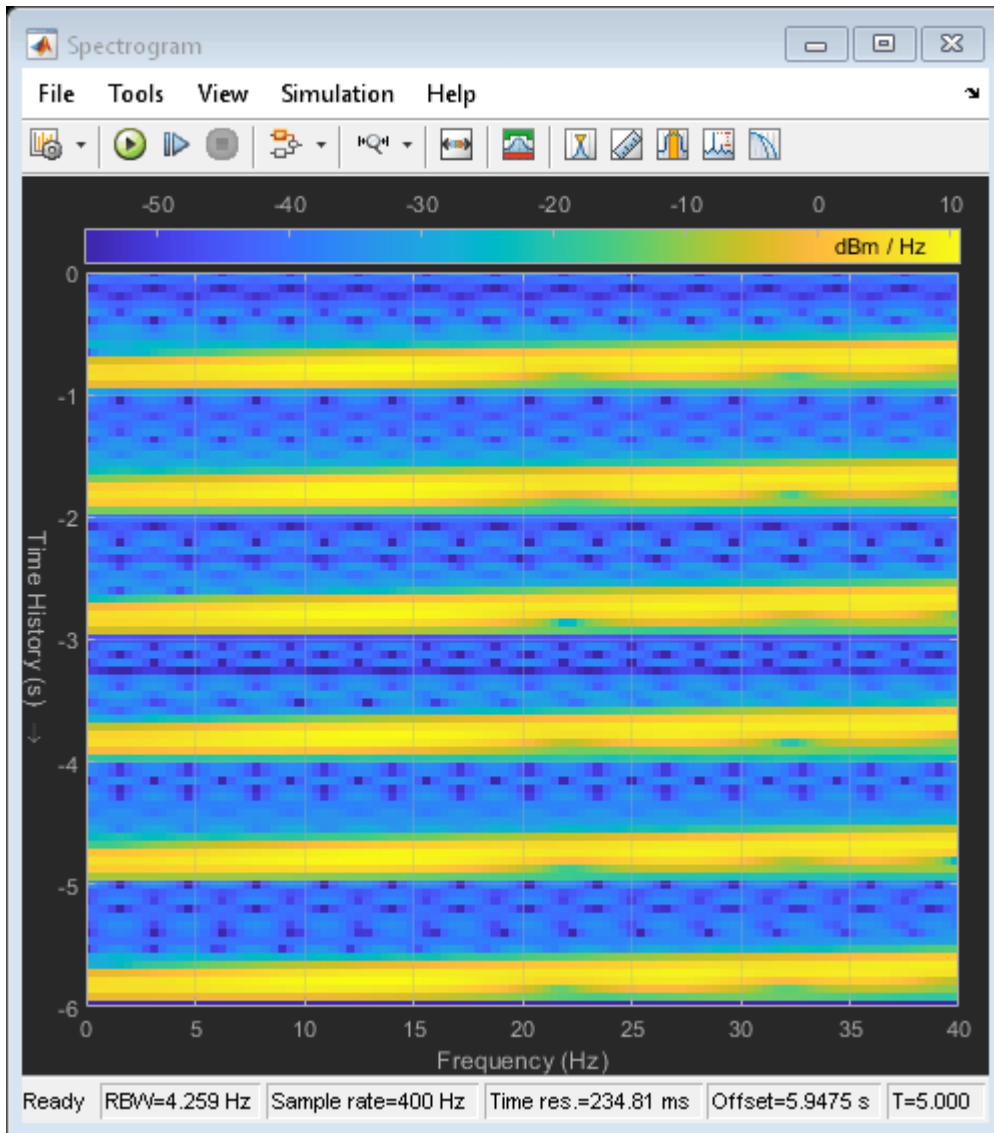 Spectrogram
File Tools View Simulation Help
-50 -40 -30 -20 -10 0 10
dBm / Hz
0
-1
-2
-3
-4
-5
-6
Time History (s) →
0 5 10 15 20 25 30 35 40
Frequency (Hz)
Ready RBW=4.259 Hz Sample rate=400 Hz Time res.=234.81 ms Offset=5.9475 s T=5.000